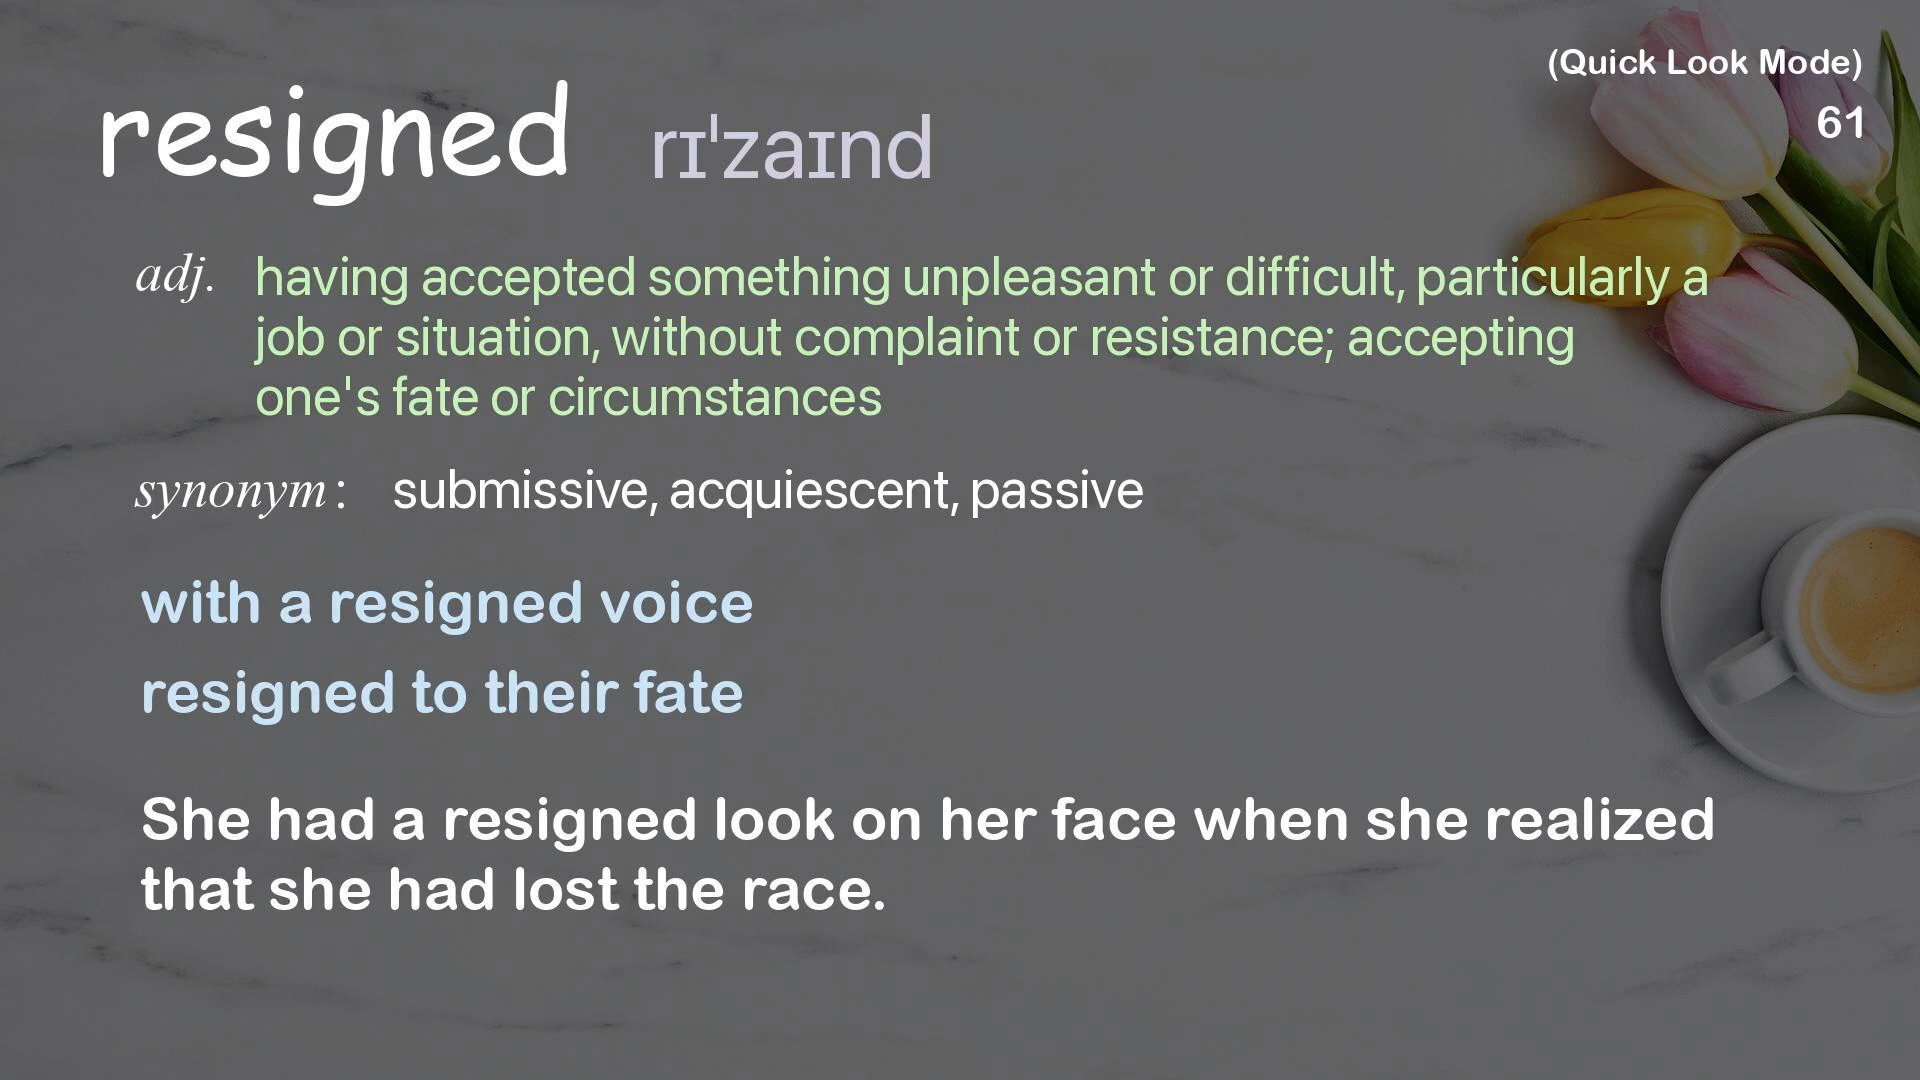 (Quick Look Mode)
61
resigned rɪˈzaɪnd
adj. having accepted something unpleasant or difficult, particularly a
job or situation, without complaint or resistance; accepting
one's fate or circumstances
synonym: submissive, acquiescent, passive
with a resigned voice
resigned to their fate
She had a resigned look on her face when she realized
that she had lost the race.